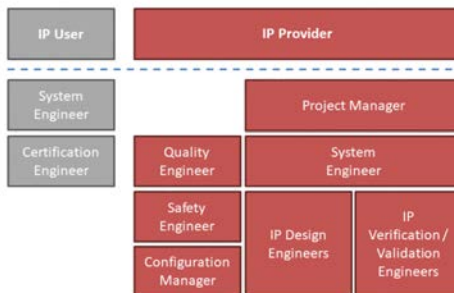 IP User
IP Provider
System
Engineer
Project Manager
Certification
Engineer
Quality
Engineer
System
Engineer
Safety
Engineer
IP Design
Engineers
IP
Verification /
Validation
Engineers
Configuration
Manager